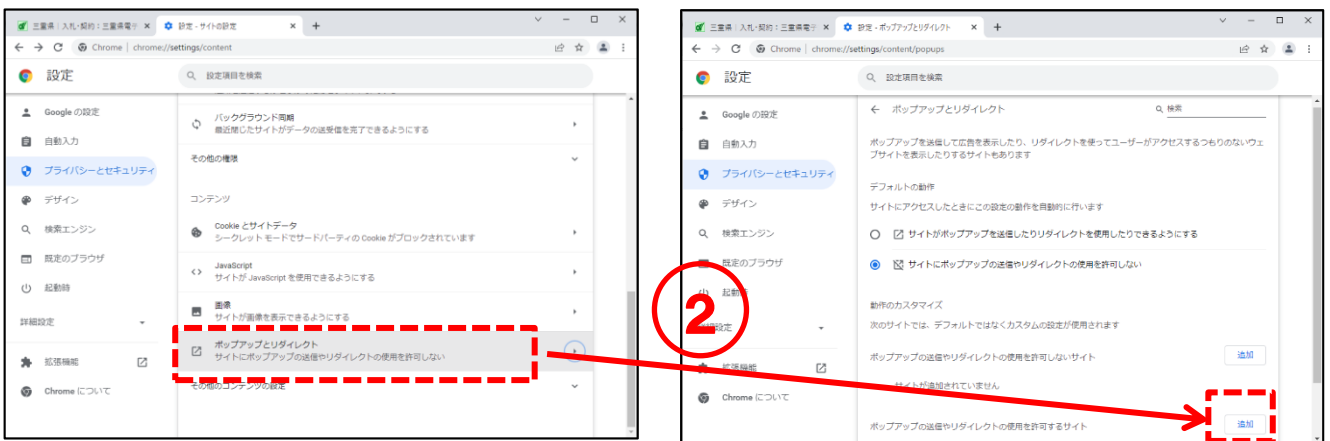 三重県｜入札・契約：三重県電子
設定 - サイトの設定
Chrome | chrome://settings/content
設定
設定項目を検索
Google の設定
自動入力
プライバシーとセキュリティ
デザイン
検索エンジン
既定のブラウザ
起動時
詳細設定
拡張機能
Chrome について
バックグラウンド同期
最近閉じたサイトがデータの送受信を完了できるようにする
その他の権限
コンテンツ
Cookie とサイトデータ
シークレット モードでサードパーティの Cookie がブロックされています
JavaScript
サイトが JavaScript を使用できるようにする
画像
サイトが画像を表示できるようにする
ポップアップとリダイレクト
サイトにポップアップの送信やリダイレクトの使用を許可しない
その他のコンテンツの設定
三重県｜入札・契約：三重県電子
設定 - ポップアップとリダイレクト
Chrome | chrome://settings/content/popups
設定
設定項目を検索
Google の設定
自動入力
プライバシーとセキュリティ
デザイン
検索エンジン
既定のブラウザ
起動時
②
詳細設定
拡張機能
Chrome について
ポップアップとリダイレクト
検索
ポップアップを送信して広告を表示したり、リダイレクトを使ってユーザーがアクセスするつもりのないウェ
ブサイトを表示したりするサイトもあります
デフォルトの動作
サイトにアクセスしたときにこの設定の動作を自動的に行います
サイトがポップアップを送信したりリダイレクトを使用したりできるようにする
サイトにポップアップの送信やリダイレクトの使用を許可しない
動作のカスタマイズ
次のサイトでは、デフォルトではなくカスタムの設定が使用されます
ポップアップの送信やリダイレクトの使用を許可しないサイト
追加
サイトが追加されていません
ポップアップの送信やリダイレクトの使用を許可するサイト
追加